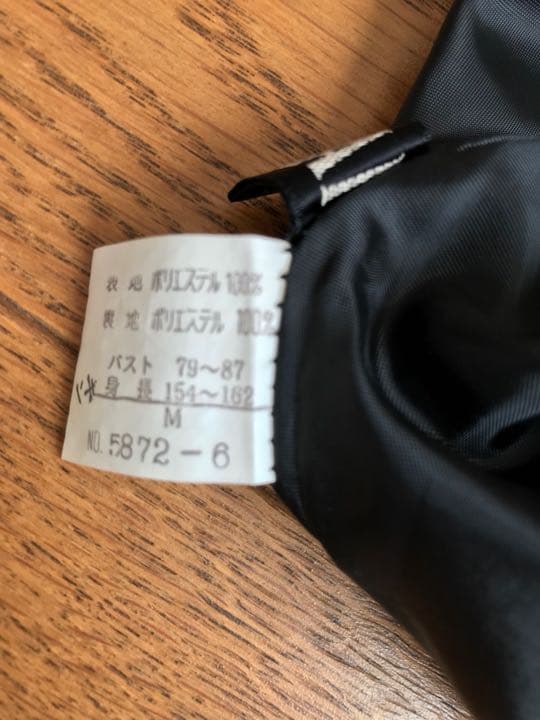 表 地 ポリエステル 100%
表 地 ポリエステル 100%
バスト 79～87
身 長 154～162
M
NO. 5872-6